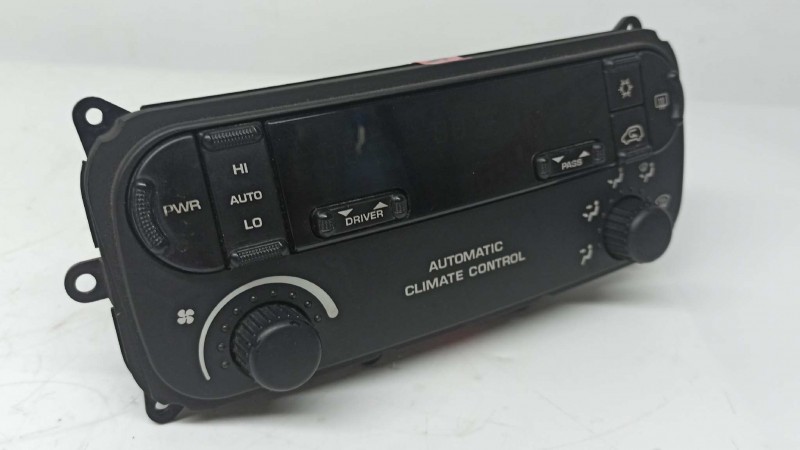 PWR
HI
AUTO
LO
DRIVER
PASS
AUTOMATIC
CLIMATE CONTROL